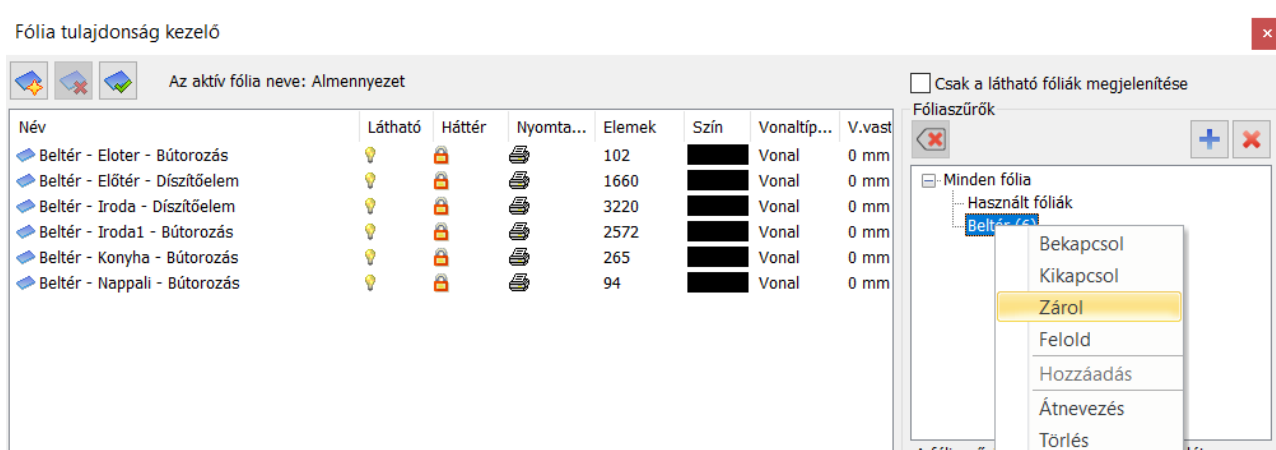 Fólia tulajdonság kezelő
Az aktív fólia neve: Almennyezet
Csak a látható fóliák megjelenítése
Fóliaszűrők
Név Látható Háttér Nyomta... Elemek Szín Vonaltíp... V.vast
Beltér - Eloter - Bútorozás 102 Vonal 0 mm
Beltér - Előtér - Díszítőelem 1660 Vonal 0 mm
Beltér - Iroda - Díszítőelem 3220 Vonal 0 mm
Beltér - Iroda1 - Bútorozás 2572 Vonal 0 mm
Beltér - Konyha - Bútorozás 265 Vonal 0 mm
Beltér - Nappali - Bútorozás 94 Vonal 0 mm
Minden fólia
Használt fóliák
Beltér (6)
Bekapcsol
Kikapcsol
Zárol
Felold
Hozzáadás
Átnevezés
Törlés